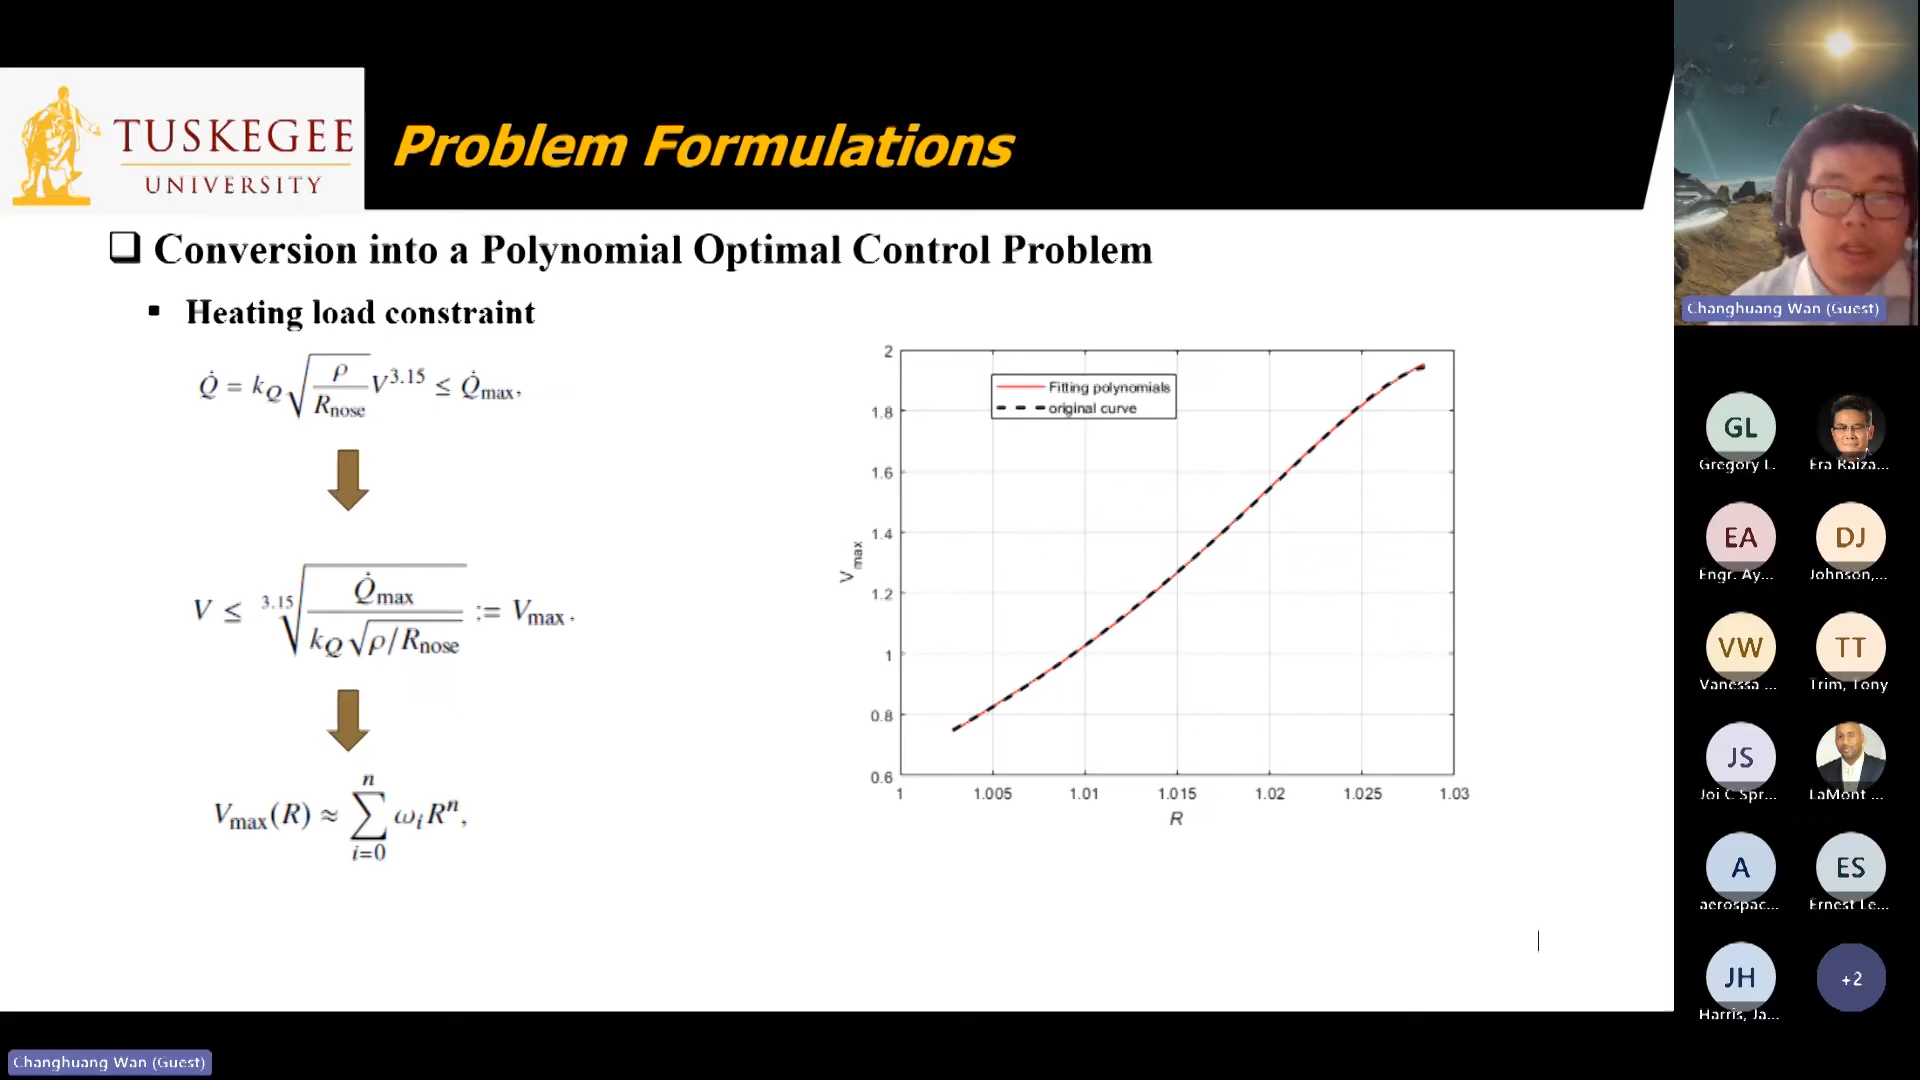 TUSKEGEE
UNIVERSITY
Problem Formulations
Conversion into a Polynomial Optimal Control Problem
▪ Heating load constraint
Q̇ = k_Q √(ρ/R_nose) V^3.15 ≤ Q̇_max,
V ≤ ^3.15√(Q̇_max / (k_Q √(ρ/R_nose))) := V_max.
V_max(R) ≈ ∑_{i=0}^{n} ω_i R^n,
Fitting polynomials
original curve
2
1.8
1.6
1.4
1.2
1
0.8
0.6
V_max
1 1.005 1.01 1.015 1.02 1.025 1.03
R
Changhuang Wan (Guest)
GL
Gregory L.
Era Raiza...
EA
Engr. Ay...
DJ
Johnson,...
VW
Vanessa ...
TT
Trim, Tony
JS
Joi C Spr...
LaMont ...
A
aerospac...
ES
Ernest Le...
JH
Harris, Ja...
+2
Changhuang Wan (Guest)